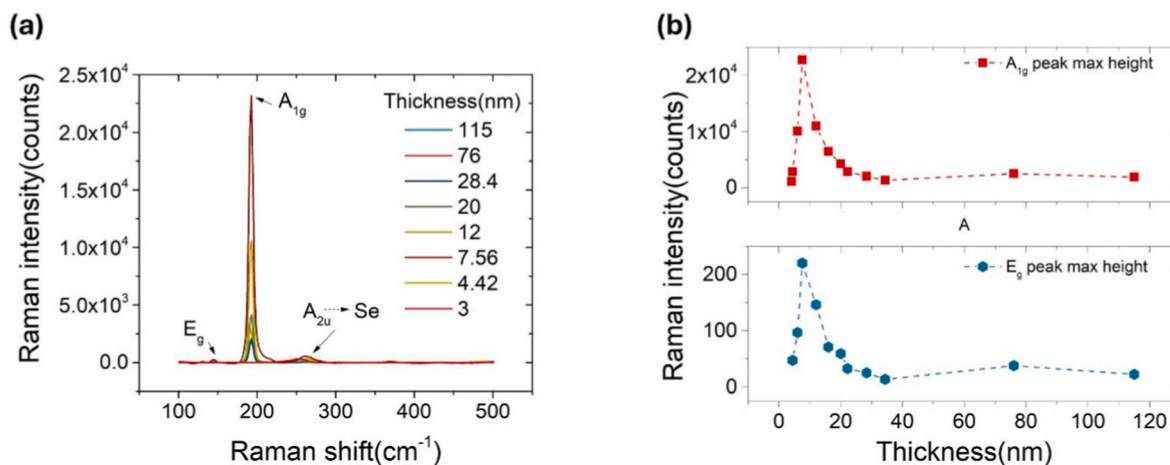 (a)
Raman intensity(counts)
2.5x10⁴
2.0x10⁴
1.5x10⁴
1.0x10⁴
5.0x10³
0.0
A₁g
Thickness(nm)
115
76
28.4
20
12
7.56
4.42
3
Eg
A₂u Se
100 200 300 400 500
Raman shift(cm⁻¹)
(b)
Raman intensity(counts)
2x10⁴
1x10⁴
0
A₁g peak max height
A
200
100
0
Eg peak max height
0 20 40 60 80 100 120
Thickness(nm)